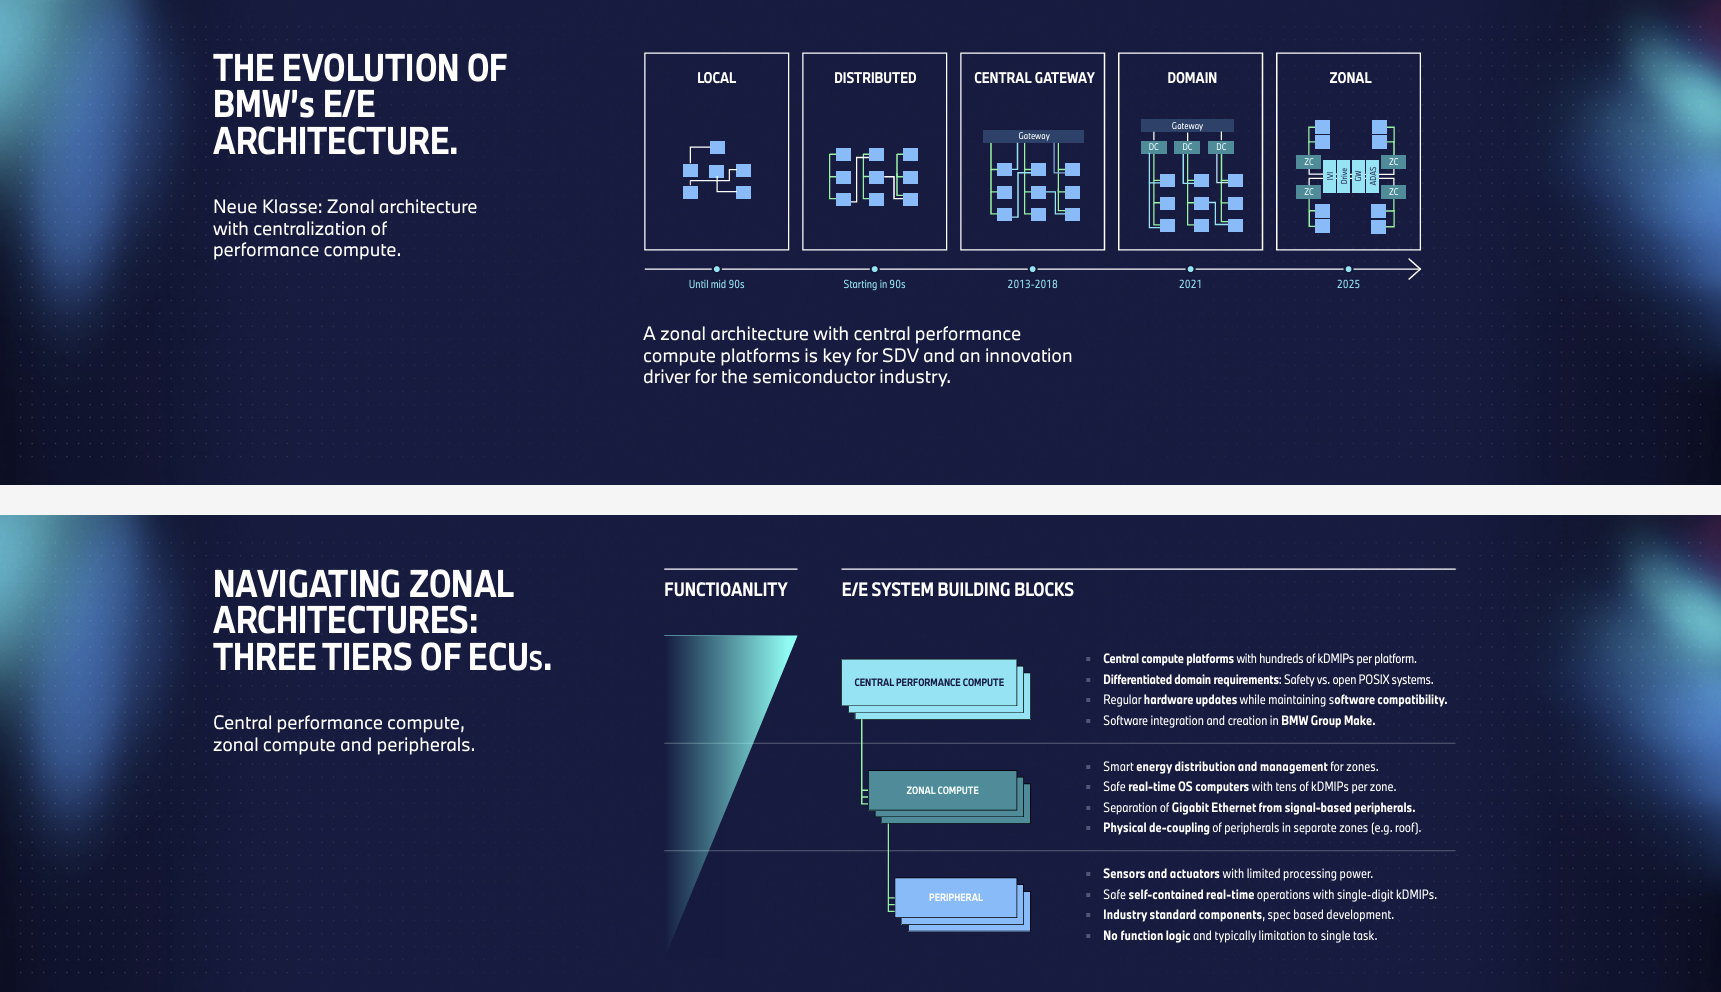 THE EVOLUTION OF
BMW's E/E
ARCHITECTURE.
Neue Klasse: Zonal architecture
with centralization of
performance compute.
LOCAL
DISTRIBUTED
CENTRAL GATEWAY
Gateway
DOMAIN
Gateway
DC DC DC
ZONAL
ZC ZC
IVI Drive GW ADAS
ZC ZC
Until mid 90s
Starting in 90s
2013-2018
2021
2025
A zonal architecture with central performance
compute platforms is key for SDV and an innovation
driver for the semiconductor industry.
NAVIGATING ZONAL
ARCHITECTURES:
THREE TIERS OF ECUs.
Central performance compute,
zonal compute and peripherals.
FUNCTIOANLITY
E/E SYSTEM BUILDING BLOCKS
CENTRAL PERFORMANCE COMPUTE
Central compute platforms with hundreds of kDMIPs per platform.
Differentiated domain requirements: Safety vs. open POSIX systems.
Regular hardware updates while maintaining software compatibility.
Software integration and creation in BMW Group Make.
ZONAL COMPUTE
Smart energy distribution and management for zones.
Safe real-time OS computers with tens of kDMIPs per zone.
Separation of Gigabit Ethernet from signal-based peripherals.
Physical de-coupling of peripherals in separate zones (e.g. roof).
PERIPHERAL
Sensors and actuators with limited processing power.
Safe self-contained real-time operations with single-digit kDMIPs.
Industry standard components, spec based development.
No function logic and typically limitation to single task.